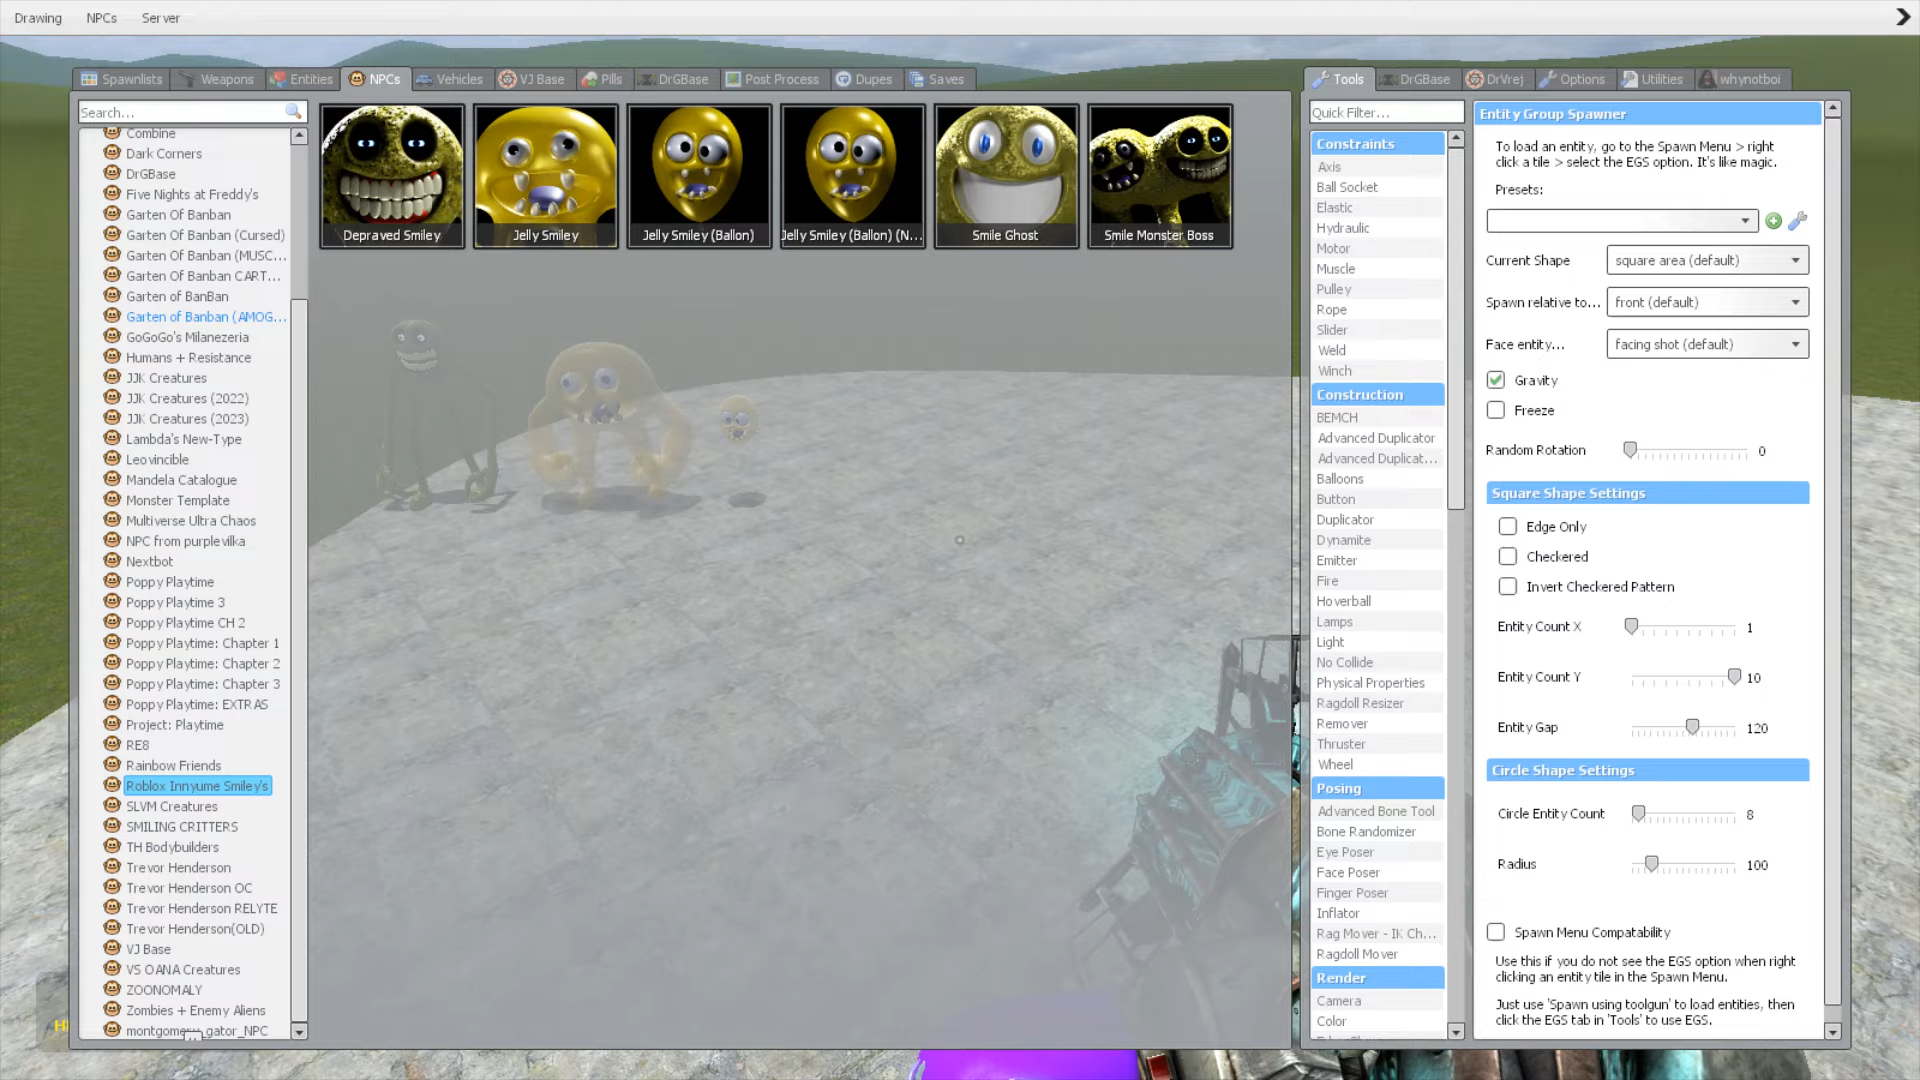 Drawing NPCs Server
Spawnlists Weapons Entities NPCs Vehicles VJ Base Pills DrGBase Post Process Dupes Saves
Search...
Combine
Dark Corners
DrGBase
Five Nights at Freddy's
Garten Of Banban
Garten Of Banban (Cursed)
Garten Of Banban (MUSC...
Garten Of Banban CART...
Garten of BanBan
Garten of Banban (AMOG...
GoGoGo's Milanezeria
Humans + Resistance
JJK Creatures
JJK Creatures (2022)
JJK Creatures (2023)
Lambda's New-Type
Leovincible
Mandela Catalogue
Monster Template
Multiverse Ultra Chaos
NPC from purplevilka
Nextbot
Poppy Playtime
Poppy Playtime 3
Poppy Playtime CH 2
Poppy Playtime: Chapter 1
Poppy Playtime: Chapter 2
Poppy Playtime: Chapter 3
Poppy Playtime: EXTRAS
Project: Playtime
RE8
Rainbow Friends
Roblox Innyume Smiley's
SLVM Creatures
SMILING CRITTERS
TH Bodybuilders
Trevor Henderson
Trevor Henderson OC
Trevor Henderson RELYTE
Trevor Henderson(OLD)
VJ Base
VS OANA Creatures
ZOONOMALY
Zombies + Enemy Aliens
montgomery_gator_NPC
Depraved Smiley
Jelly Smiley
Jelly Smiley (Ballon)
Jelly Smiley (Ballon) (N...
Smile Ghost
Smile Monster Boss
Tools DrGBase DrVrej Options Utilities whynotboi
Quick Filter...
Constraints
Axis
Ball Socket
Elastic
Hydraulic
Motor
Muscle
Pulley
Rope
Slider
Weld
Winch
Construction
BEMCH
Advanced Duplicator
Advanced Duplicat...
Balloons
Button
Duplicator
Dynamite
Emitter
Fire
Hoverball
Lamps
Light
No Collide
Physical Properties
Ragdoll Resizer
Remover
Thruster
Wheel
Posing
Advanced Bone Tool
Bone Randomizer
Eye Poser
Face Poser
Finger Poser
Inflator
Rag Mover - IK Ch...
Ragdoll Mover
Render
Camera
Color
Entity Group Spawner
To load an entity, go to the Spawn Menu > right
click a tile > select the EGS option. It's like magic.
Presets:
Current Shape square area (default)
Spawn relative to... front (default)
Face entity... facing shot (default)
Gravity
Freeze
Random Rotation 0
Square Shape Settings
Edge Only
Checkered
Invert Checkered Pattern
Entity Count X 1
Entity Count Y 10
Entity Gap 120
Circle Shape Settings
Circle Entity Count 8
Radius 100
Spawn Menu Compatability
Use this if you do not see the EGS option when right
clicking an entity tile in the Spawn Menu.
Just use 'Spawn using toolgun' to load entities, then
click the EGS tab in 'Tools' to use EGS.